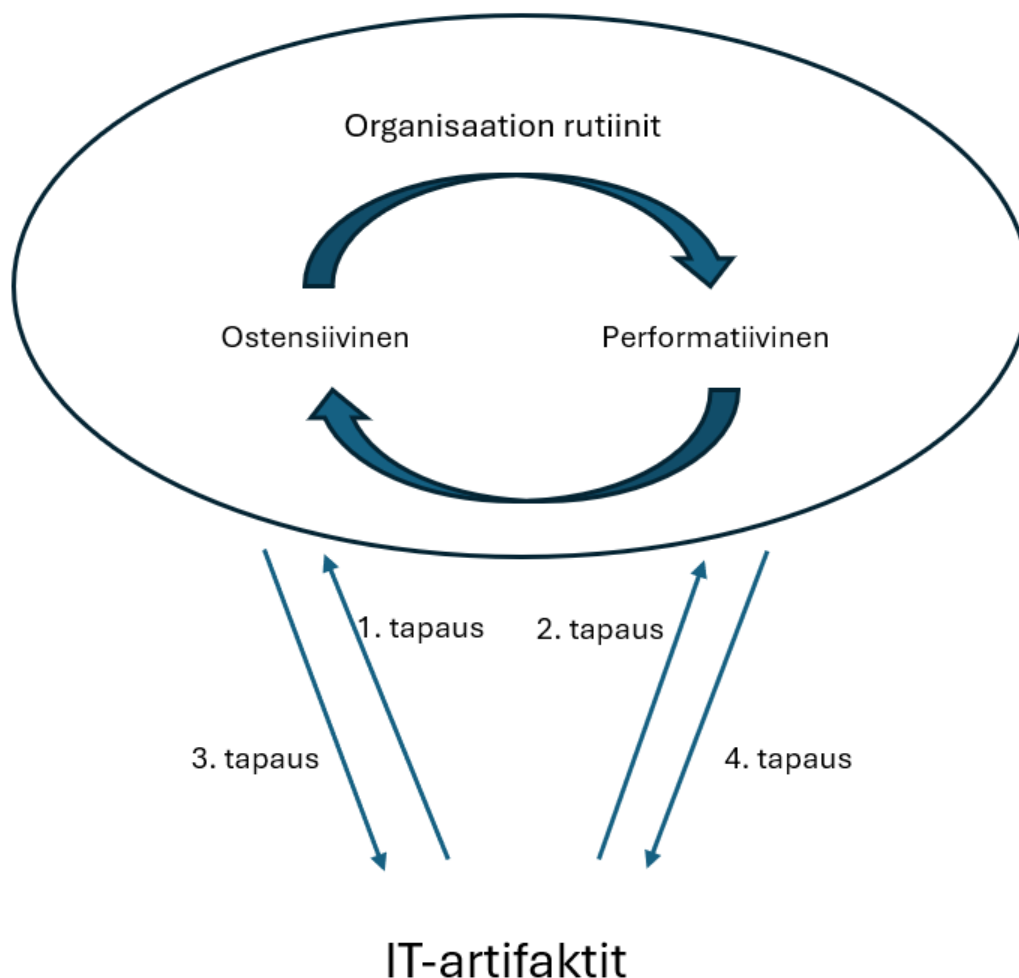 Organisaation rutiinit
Ostensiivinen
Performatiivinen
1. tapaus
2. tapaus
3. tapaus
4. tapaus
IT-artifaktit